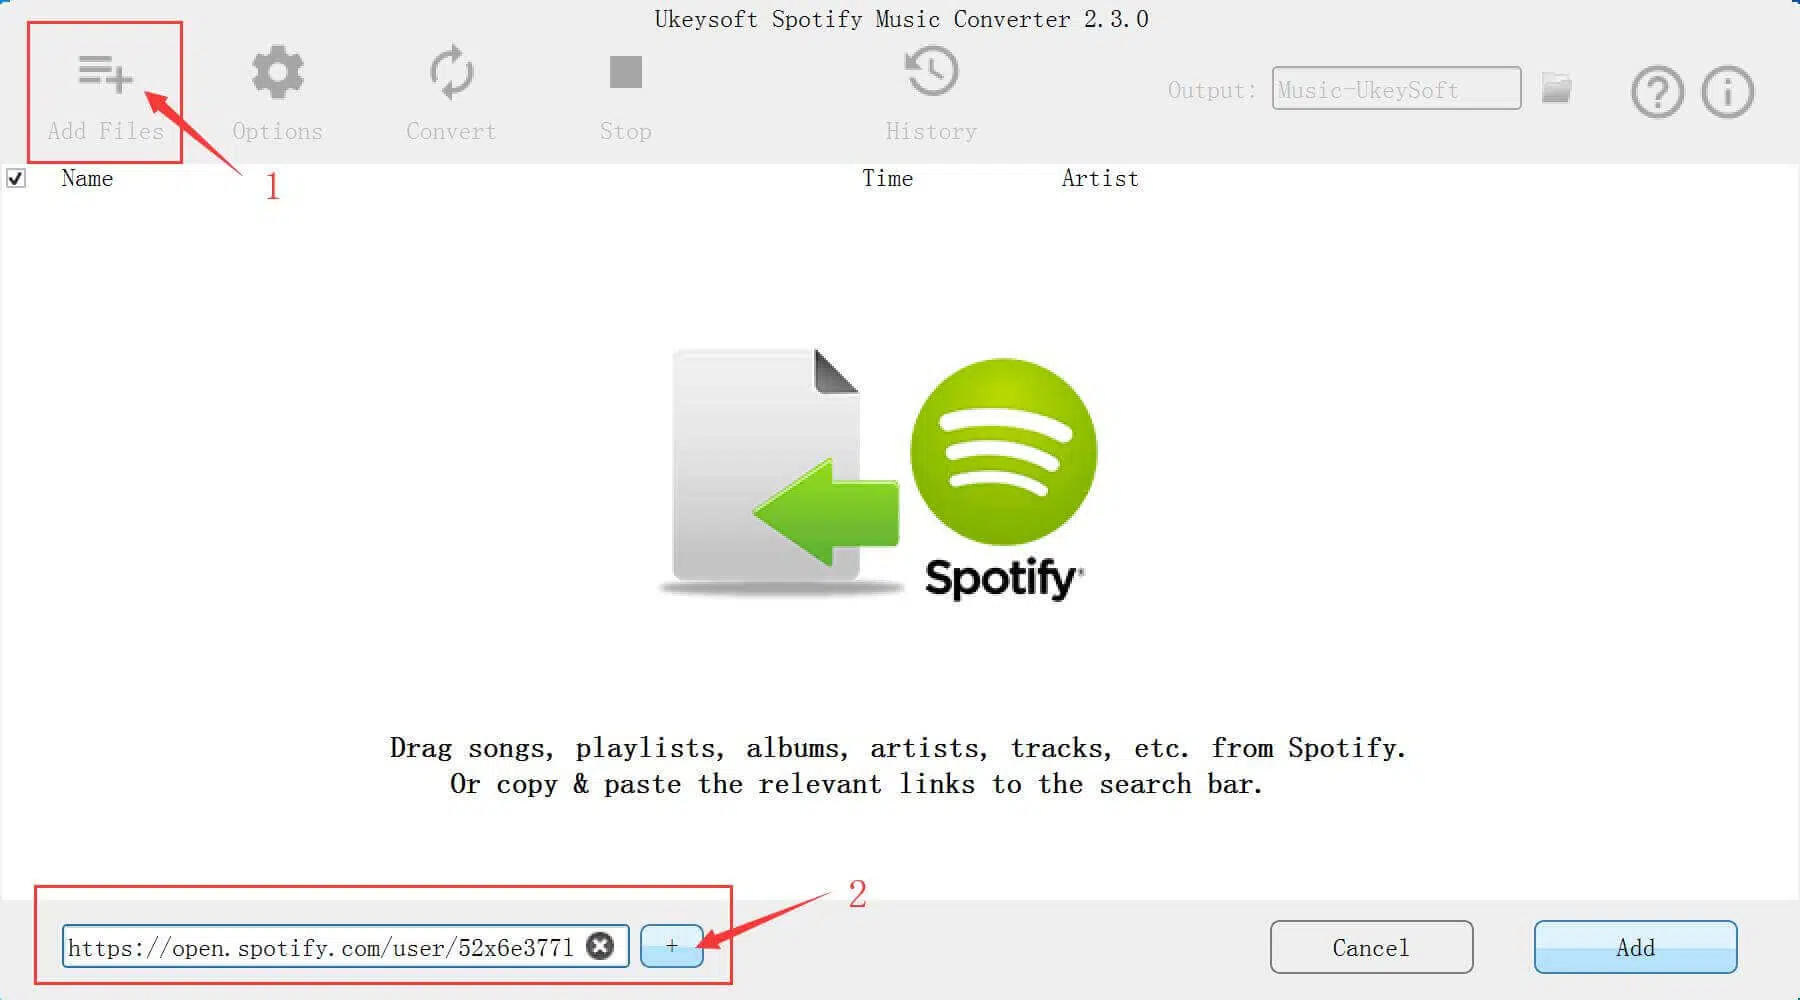 Ukeysoft Spotify Music Converter 2.3.0
Add Files
Options
Convert
Stop
History
Output: Music-UkeySoft
1
Name Time Artist
Spotify®
Drag songs, playlists, albums, artists, tracks, etc. from Spotify.
Or copy & paste the relevant links to the search bar.
2
https://open.spotify.com/user/52x6e3771
+
Cancel
Add